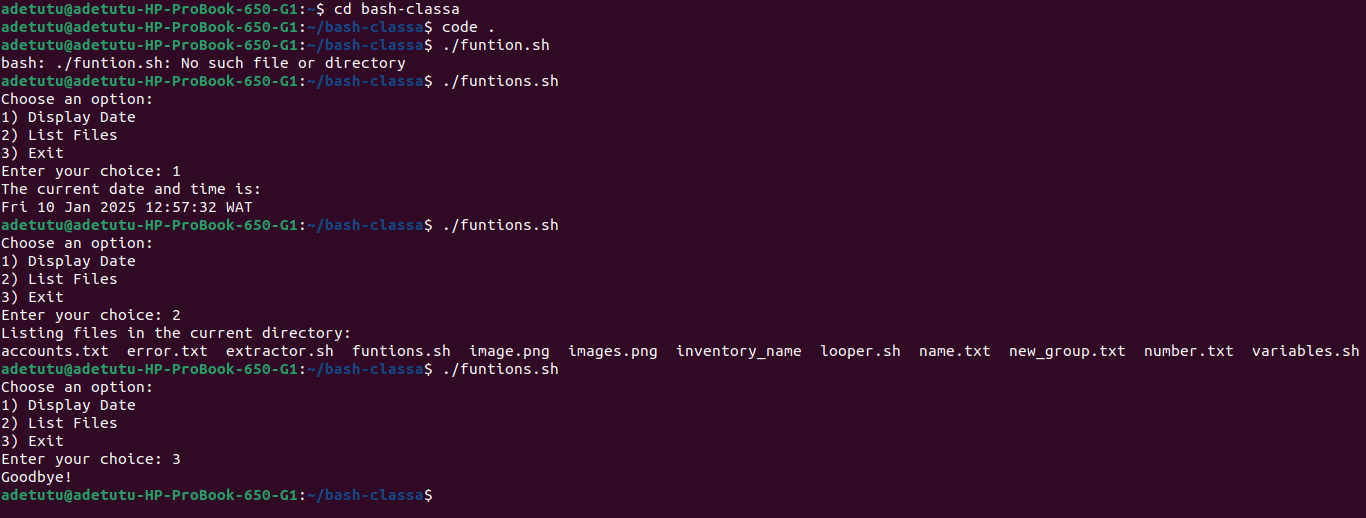 adetutu@adetutu-HP-ProBook-650-G1:~$ cd bash-classa
adetutu@adetutu-HP-ProBook-650-G1:~/bash-classa$ code .
adetutu@adetutu-HP-ProBook-650-G1:~/bash-classa$ ./funtion.sh
bash: ./funtion.sh: No such file or directory
adetutu@adetutu-HP-ProBook-650-G1:~/bash-classa$ ./funtions.sh
Choose an option:
1) Display Date
2) List Files
3) Exit
Enter your choice: 1
The current date and time is:
Fri 10 Jan 2025 12:57:32 WAT
adetutu@adetutu-HP-ProBook-650-G1:~/bash-classa$ ./funtions.sh
Choose an option:
1) Display Date
2) List Files
3) Exit
Enter your choice: 2
Listing files in the current directory:
accounts.txt  error.txt  extractor.sh  funtions.sh  image.png  images.png  inventory_name  looper.sh  name.txt  new_group.txt  number.txt  variables.sh
adetutu@adetutu-HP-ProBook-650-G1:~/bash-classa$ ./funtions.sh
Choose an option:
1) Display Date
2) List Files
3) Exit
Enter your choice: 3
Goodbye!
adetutu@adetutu-HP-ProBook-650-G1:~/bash-classa$